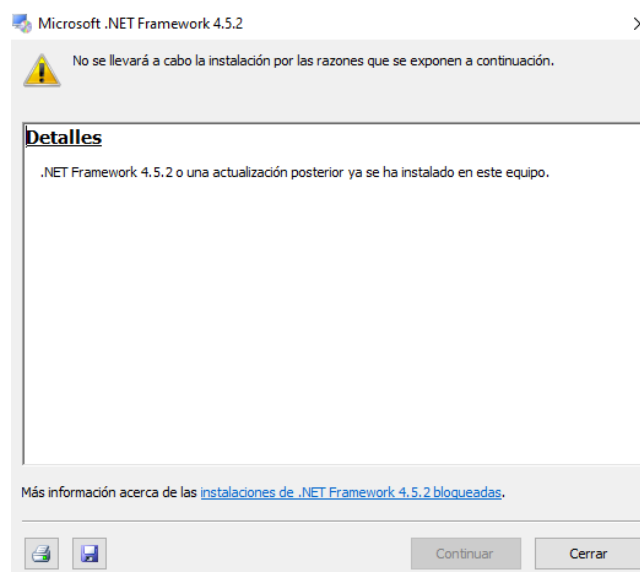 Microsoft .NET Framework 4.5.2
No se llevará a cabo la instalación por las razones que se exponen a continuación.
Detalles
.NET Framework 4.5.2 o una actualización posterior ya se ha instalado en este equipo.
Más información acerca de las instalaciones de .NET Framework 4.5.2 bloqueadas.
Continuar
Cerrar